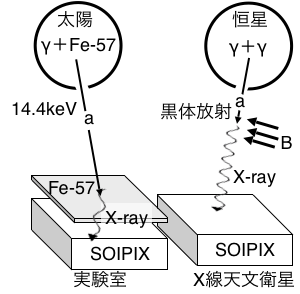 太陽
γ+Fe-57
14.4keV
a
Fe-57
X-ray
SOIPIX
実験室
恒星
γ+γ
a
黒体放射
B
X-ray
SOIPIX
X線天文衛星